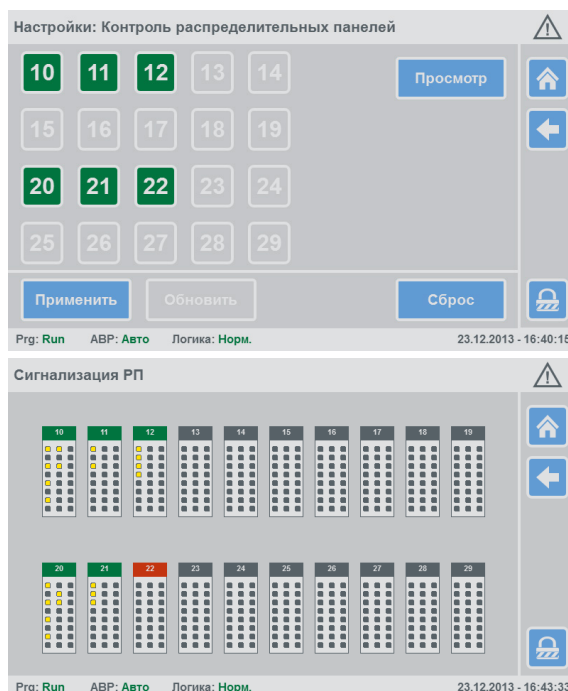 Настройки: Контроль распределительных панелей
10 11 12 13 14
Просмотр
15 16 17 18 19
20 21 22 23 24
25 26 27 28 29
Применить Обновить Сброс
Prg: Run АВР: Авто Логика: Норм. 23.12.2013 - 16:40:15
Сигнализация РП
10 11 12 13 14 15 16 17 18 19
20 21 22 23 24 25 26 27 28 29
Prg: Run АВР: Авто Логика: Норм. 23.12.2013 - 16:43:33